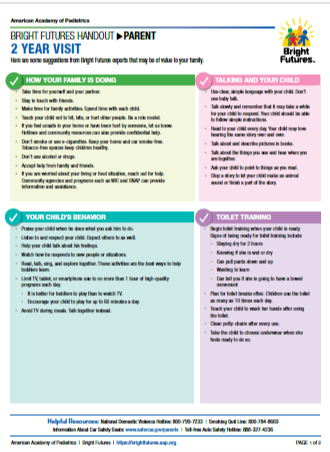 American Academy of Pediatrics
BRIGHT FUTURES HANDOUT ▶ PARENT
2 YEAR VISIT
Here are some suggestions from Bright Futures experts that may be of value to your family.
Bright
Futures™
HOW YOUR FAMILY IS DOING
• Take time for yourself and your partner.
• Stay in touch with friends.
• Make time for family activities. Spend time with each child.
• Teach your child not to hit, bite, or hurt other people. Be a role model.
• If you feel unsafe in your home or have been hurt by someone, let us know.
Hotlines and community resources can also provide confidential help.
• Don't smoke or use e-cigarettes. Keep your home and car smoke-free.
Tobacco-free spaces keep children healthy.
• Don't use alcohol or drugs.
• Accept help from family and friends.
• If you are worried about your living or food situation, reach out for help.
Community agencies and programs such as WIC and SNAP can provide
information and assistance.
TALKING AND YOUR CHILD
• Use clear, simple language with your child. Don't
use baby talk.
• Talk slowly and remember that it may take a while
for your child to respond. Your child should be able
to follow simple instructions.
• Read to your child every day. Your child may love
hearing the same story over and over.
• Talk about and describe pictures in books.
• Talk about the things you see and hear when you
are together.
• Ask your child to point to things as you read.
• Stop a story to let your child make an animal
sound or finish a part of the story.
YOUR CHILD'S BEHAVIOR
• Praise your child when he does what you ask him to do.
• Listen to and respect your child. Expect others to as well.
• Help your child talk about his feelings.
• Watch how he responds to new people or situations.
• Read, talk, sing, and explore together. These activities are the best ways to help
toddlers learn.
• Limit TV, tablet, or smartphone use to no more than 1 hour of high-quality
programs each day.
◦ It is better for toddlers to play than to watch TV.
◦ Encourage your child to play for up to 60 minutes a day.
• Avoid TV during meals. Talk together instead.
TOILET TRAINING
• Begin toilet training when your child is ready.
Signs of being ready for toilet training include
◦ Staying dry for 2 hours
◦ Knowing if she is wet or dry
◦ Can pull pants down and up
◦ Wanting to learn
◦ Can tell you if she is going to have a bowel
movement
• Plan for toilet breaks often. Children use the toilet
as many as 10 times each day.
• Teach your child to wash her hands after using
the toilet.
• Clean potty-chairs after every use.
• Take the child to choose underwear when she
feels ready to do so.
Helpful Resources: National Domestic Violence Hotline: 800-799-7233 | Smoking Quit Line: 800-784-8669
Information About Car Safety Seats: www.safercar.gov/parents | Toll-free Auto Safety Hotline: 888-327-4236
American Academy of Pediatrics | Bright Futures | https://brightfutures.aap.org
PAGE 1 of 2